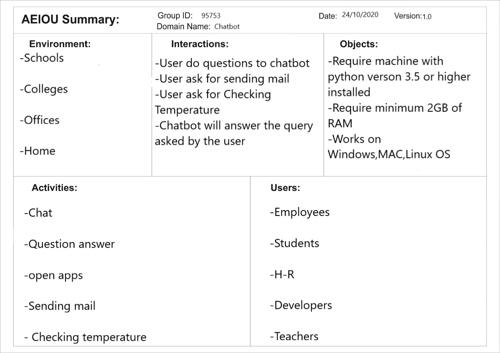 AEIOU Summary:
Group ID: 95753
Domain Name: Chatbot
Date: 24/10/2020
Version:1.0
Environment:
-Schools
-Colleges
-Offices
-Home
Interactions:
-User do questions to chatbot
-User ask for sending mail
-User ask for Checking
Temperature
-Chatbot will answer the query
asked by the user
Objects:
-Require machine with
python verson 3.5 or higher
installed
-Require minimum 2GB of
RAM
-Works on
Windows,MAC,Linux OS
Activities:
-Chat
-Question answer
-open apps
-Sending mail
- Checking temperature
Users:
-Employees
-Students
-H-R
-Developers
-Teachers